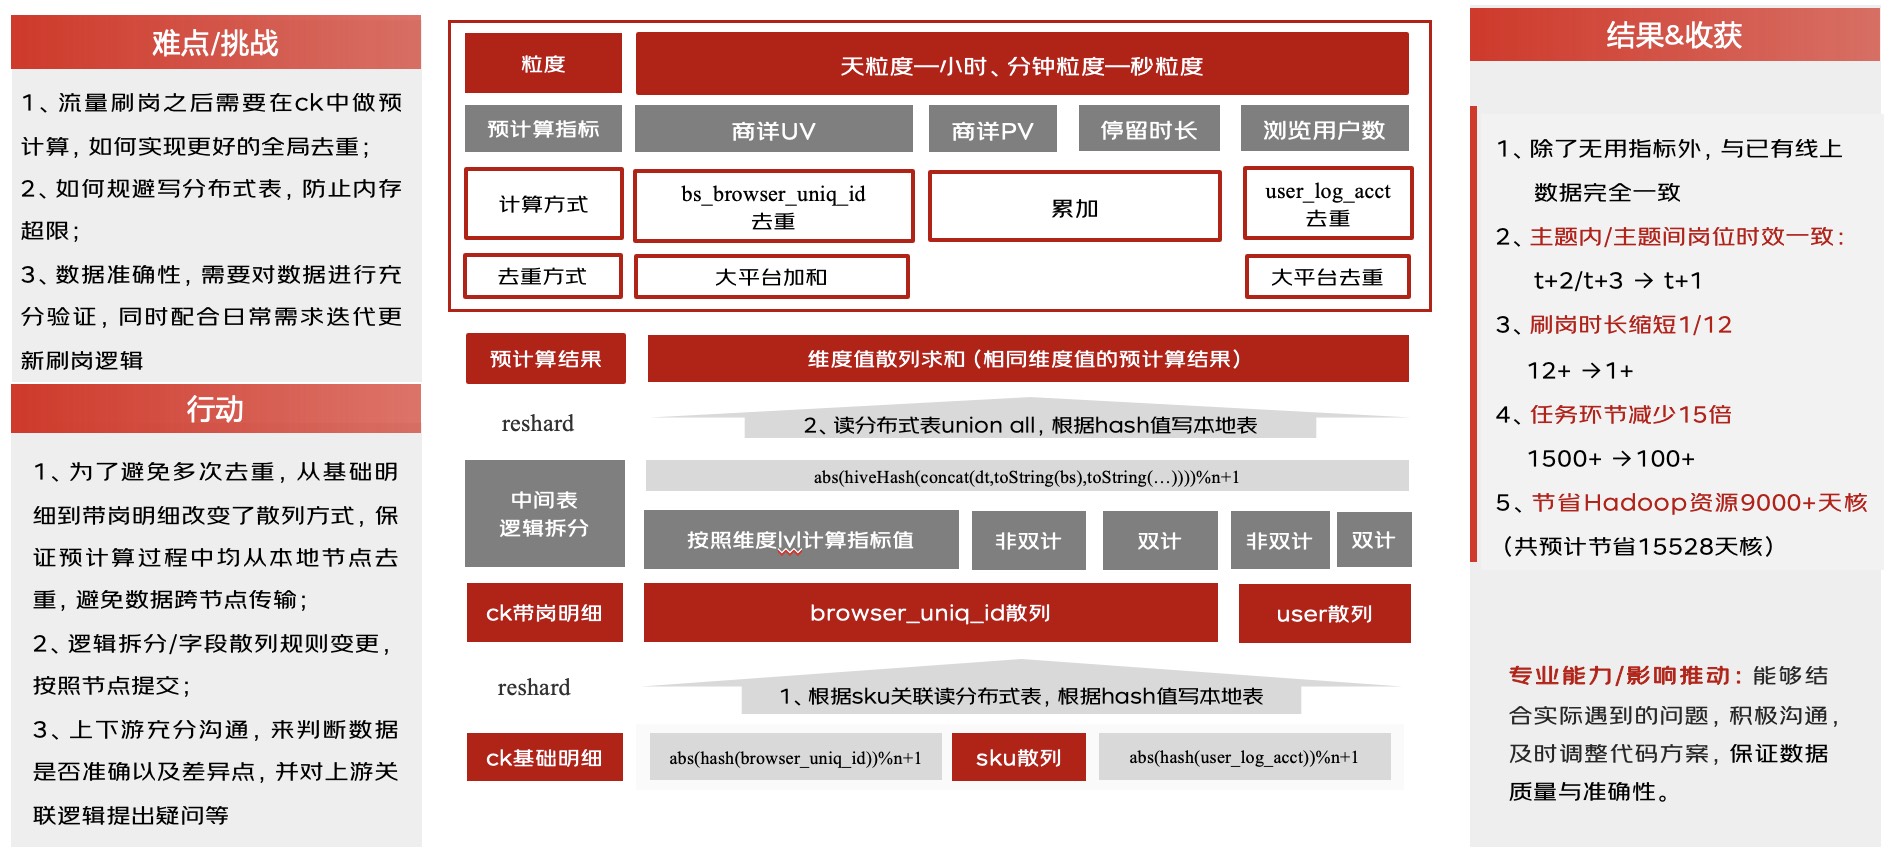 难点/挑战
1、流量刷岗之后需要在ck中做预
计算，如何实现更好的全局去重；
2、如何规避写分布式表，防止内存
超限；
3、数据准确性，需要对数据进行充
分验证，同时配合日常需求迭代更
新刷岗逻辑
行动
1、为了避免多次去重，从基础明
细到带岗明细改变了散列方式，保
证预计算过程中均从本地节点去
重，避免数据跨节点传输；
2、逻辑拆分/字段散列规则变更，
按照节点提交；
3、上下游充分沟通，来判断数据
是否准确以及差异点，并对上游关
联逻辑提出疑问等
粒度
天粒度—小时、分钟粒度—秒粒度
预计算指标
商详UV
商详PV
停留时长
浏览用户数
计算方式
bs_browser_uniq_id
去重
累加
user_log_acct
去重
去重方式
大平台加和
大平台去重
预计算结果
维度值散列求和（相同维度值的预计算结果）
reshard
2、读分布式表union all，根据hash值写本地表
中间表
逻辑拆分
abs(hiveHash(concat(dt,toString(bs),toString(…))))%n+1
按照维度lvl计算指标值
非双计
双计
非双计
双计
ck带岗明细
browser_uniq_id散列
user散列
reshard
1、根据sku关联读分布式表，根据hash值写本地表
ck基础明细
abs(hash(browser_uniq_id))%n+1
sku散列
abs(hash(user_log_acct))%n+1
结果&收获
1、除了无用指标外，与已有线上
数据完全一致
2、主题内/主题间岗位时效一致：
t+2/t+3 → t+1
3、刷岗时长缩短1/12
12+ →1+
4、任务环节减少15倍
1500+ →100+
5、节省Hadoop资源9000+天核
（共预计节省15528天核）
专业能力/影响推动：能够结
合实际遇到的问题，积极沟通，
及时调整代码方案，保证数据
质量与准确性。